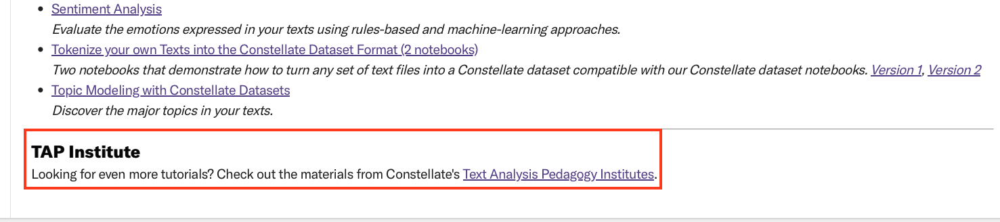 Sentiment Analysis
Evaluate the emotions expressed in your texts using rules-based and machine-learning approaches.
Tokenize your own Texts into the Constellate Dataset Format (2 notebooks)
Two notebooks that demonstrate how to turn any set of text files into a Constellate dataset compatible with our Constellate dataset notebooks. Version 1, Version 2
Topic Modeling with Constellate Datasets
Discover the major topics in your texts.
TAP Institute
Looking for even more tutorials? Check out the materials from Constellate's Text Analysis Pedagogy Institutes.